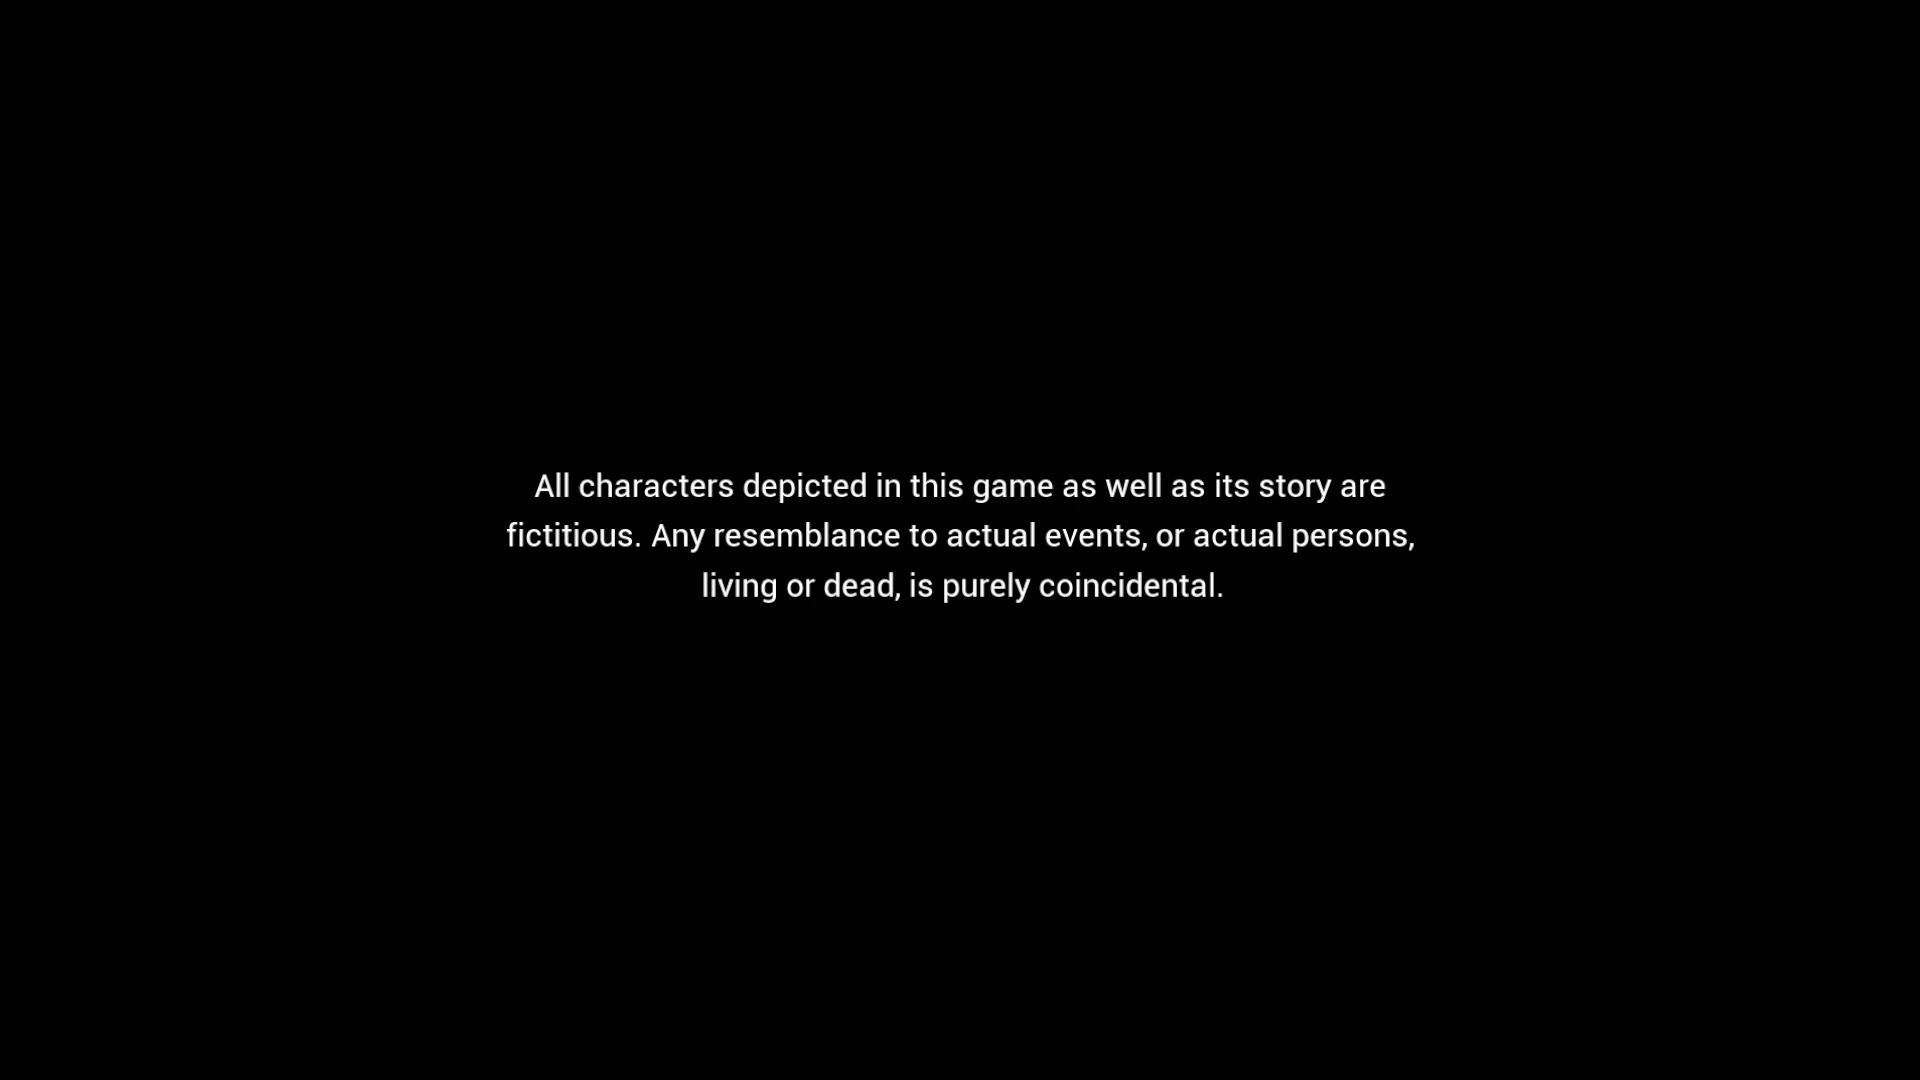 All characters depicted in this game as well as its story are
fictitious. Any resemblance to actual events, or actual persons,
living or dead, is purely coincidental.